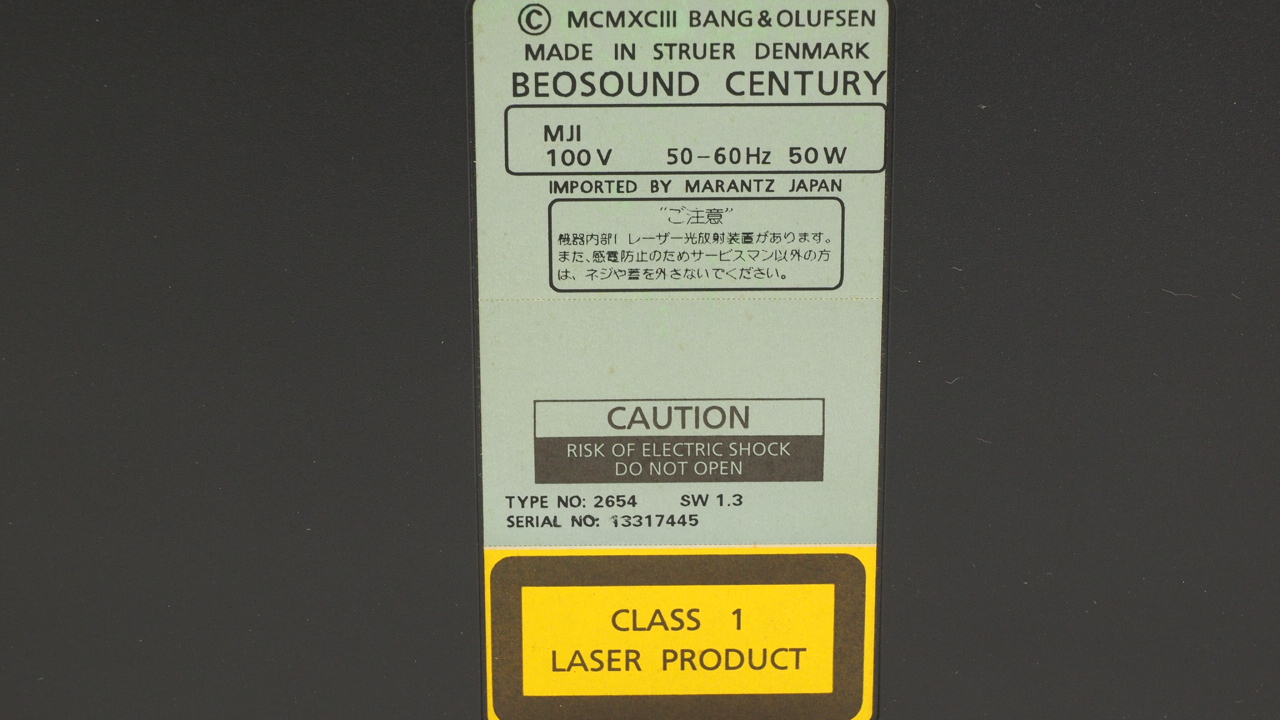 © MCMXCIII BANG & OLUFSEN
MADE IN STRUER DENMARK
BEOSOUND CENTURY
MJI
100 V 50-60 Hz 50 W
IMPORTED BY MARANTZ JAPAN
"ご注意"
機器内部に レーザー光放射装置があります。
また、感電防止のためサービスマン以外の方
は、ネジや蓋を外さないでください。
CAUTION
RISK OF ELECTRIC SHOCK
DO NOT OPEN
TYPE NO: 2654 SW 1.3
SERIAL NO: 13317445
CLASS 1
LASER PRODUCT